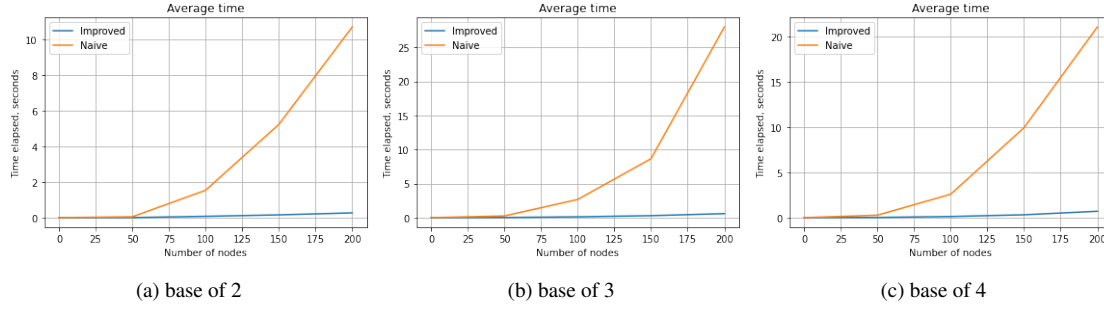 Average time
Improved
Naive
10
8
6
4
2
0
Time elapsed, seconds
0 25 50 75 100 125 150 175 200
Number of nodes
(a) base of 2
Average time
Improved
Naive
25
20
15
10
5
0
Time elapsed, seconds
0 25 50 75 100 125 150 175 200
Number of nodes
(b) base of 3
Average time
Improved
Naive
20
15
10
5
0
Time elapsed, seconds
0 25 50 75 100 125 150 175 200
Number of nodes
(c) base of 4